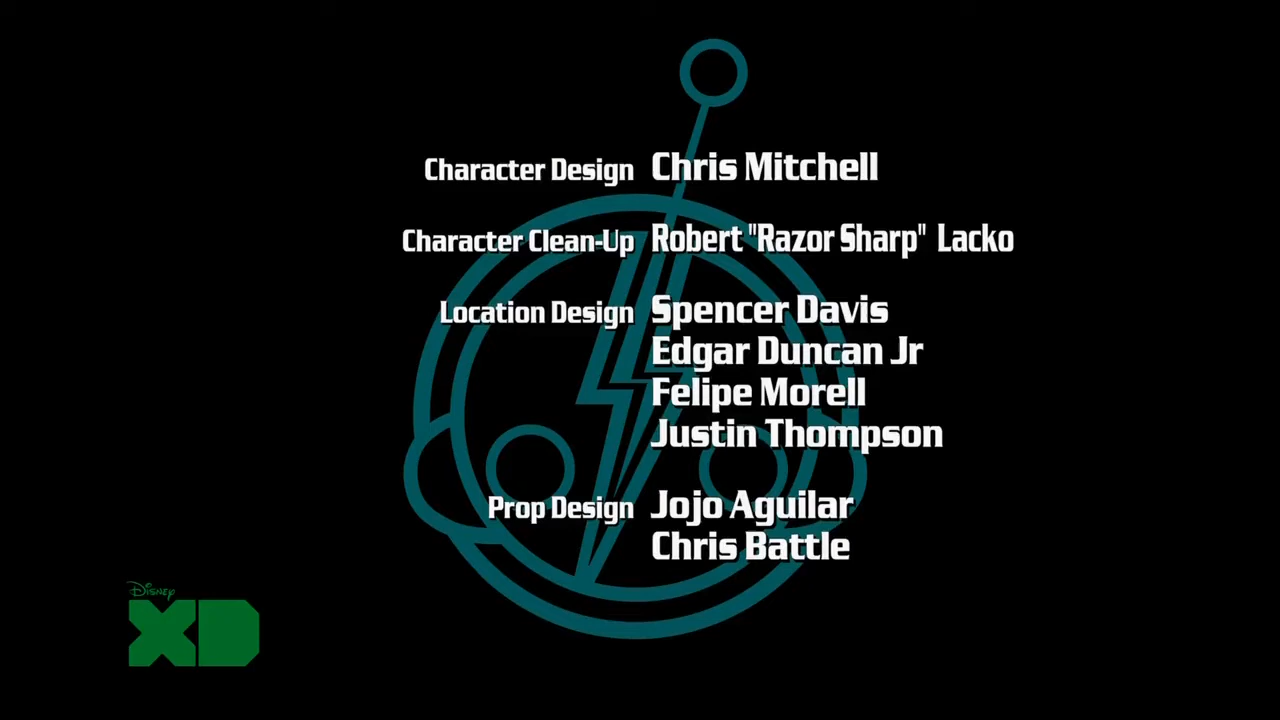 Character Design Chris Mitchell
Character Clean-Up Robert "Razor Sharp" Lacko
Location Design Spencer Davis
Edgar Duncan Jr
Felipe Morell
Justin Thompson
Prop Design Jojo Aguilar
Chris Battle
Disney
XD